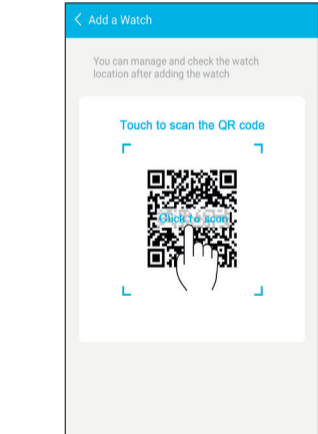 Add a Watch
You can manage and check the watch
location after adding the watch
Touch to scan the QR code
Click to scan